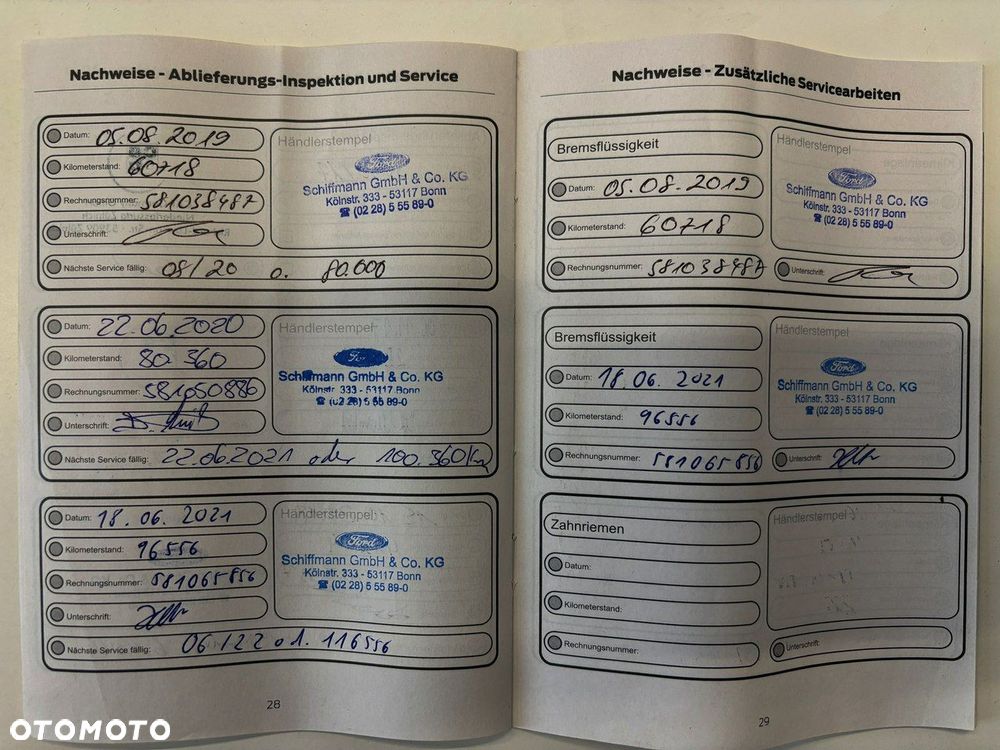 Nachweise - Ablieferungs-Inspektion und Service
Datum: 05.08.2019
Kilometerstand: 60718
Rechnungsnummer: 581038487
Unterschrift:
Nächste Service fällig: 08/20 o. 80.000
Händlerstempel
Ford
Schiffmann GmbH & Co. KG
Kölnstr. 333 - 53117 Bonn
☎ (02 28) 5 55 89-0
Datum: 22.06.2020
Kilometerstand: 80 360
Rechnungsnummer: 581050886
Unterschrift:
Nächste Service fällig: 22.06.2021 oder 100.360 Km
Händlerstempel
Ford
Schiffmann GmbH & Co. KG
Kölnstr. 333 - 53117 Bonn
☎ (02 28) 5 55 89-0
Datum: 18.06.2021
Kilometerstand: 96556
Rechnungsnummer: 581065856
Unterschrift:
Nächste Service fällig: 06/22 od. 116556
Händlerstempel
Ford
Schiffmann GmbH & Co. KG
Kölnstr. 333 - 53117 Bonn
☎ (02 28) 5 55 89-0
28
Nachweise - Zusätzliche Servicearbeiten
Bremsflüssigkeit
Datum: 05.08.2019
Kilometerstand: 60718
Rechnungsnummer: 581038487
Händlerstempel
Ford
Schiffmann GmbH & Co. KG
Kölnstr. 333 - 53117 Bonn
☎ (02 28) 5 55 89-0
Unterschrift:
Bremsflüssigkeit
Datum: 18.06.2021
Kilometerstand: 96556
Rechnungsnummer: 581065856
Händlerstempel
Ford
Schiffmann GmbH & Co. KG
Kölnstr. 333 - 53117 Bonn
☎ (02 28) 5 55 89-0
Unterschrift:
Zahnriemen
Datum:
Kilometerstand:
Rechnungsnummer:
Händlerstempel
Unterschrift:
29
OTOMOTO